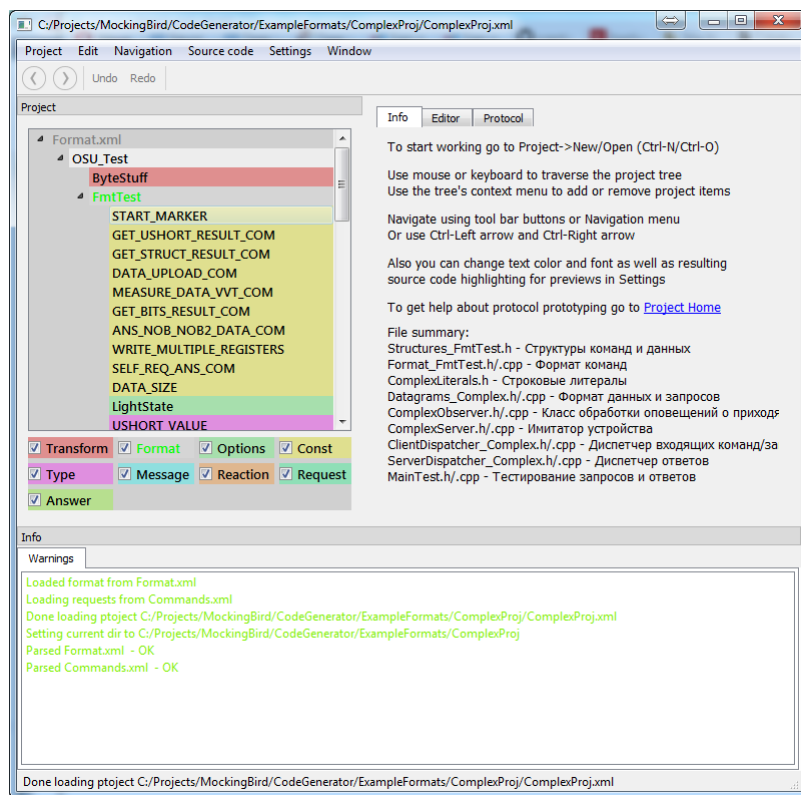 C:/Projects/MockingBird/CodeGenerator/ExampleFormats/ComplexProj/ComplexProj.xml
Project Edit Navigation Source code Settings Window
Undo Redo
Project
Format.xml
OSU_Test
ByteStuff
FmtTest
START_MARKER
GET_USHORT_RESULT_COM
GET_STRUCT_RESULT_COM
DATA_UPLOAD_COM
MEASURE_DATA_VVT_COM
GET_BITS_RESULT_COM
ANS_NOB_NOB2_DATA_COM
WRITE_MULTIPLE_REGISTERS
SELF_REQ_ANS_COM
DATA_SIZE
LightState
USHORT_VALUE
Transform Format Options Const
Type Message Reaction Request
Answer
Info Editor Protocol
To start working go to Project->New/Open (Ctrl-N/Ctrl-O)
Use mouse or keyboard to traverse the project tree
Use the tree's context menu to add or remove project items
Navigate using tool bar buttons or Navigation menu
Or use Ctrl-Left arrow and Ctrl-Right arrow
Also you can change text color and font as well as resulting
source code highlighting for previews in Settings
To get help about protocol prototyping go to Project Home
File summary:
Structures_FmtTest.h - Структуры команд и данных
Format_FmtTest.h/.cpp - Формат команд
ComplexLiterals.h - Строковые литералы
Datagrams_Complex.h/.cpp - Формат данных и запросов
ComplexObserver.h/.cpp - Класс обработки оповещений о приходя
ComplexServer.h/.cpp - Имитатор устройства
ClientDispatcher_Complex.h/.cpp - Диспетчер входящих команд/за
ServerDispatcher_Complex.h/.cpp - Диспетчер ответов
MainTest.h/.cpp - Тестирование запросов и ответов
Info
Warnings
Loaded format from Format.xml
Loading requests from Commands.xml
Done loading ptoject C:/Projects/MockingBird/CodeGenerator/ExampleFormats/ComplexProj/ComplexProj.xml
Setting current dir to C:/Projects/MockingBird/CodeGenerator/ExampleFormats/ComplexProj
Parsed Format.xml - OK
Parsed Commands.xml - OK
Done loading ptoject C:/Projects/MockingBird/CodeGenerator/ExampleFormats/ComplexProj/ComplexProj.xml